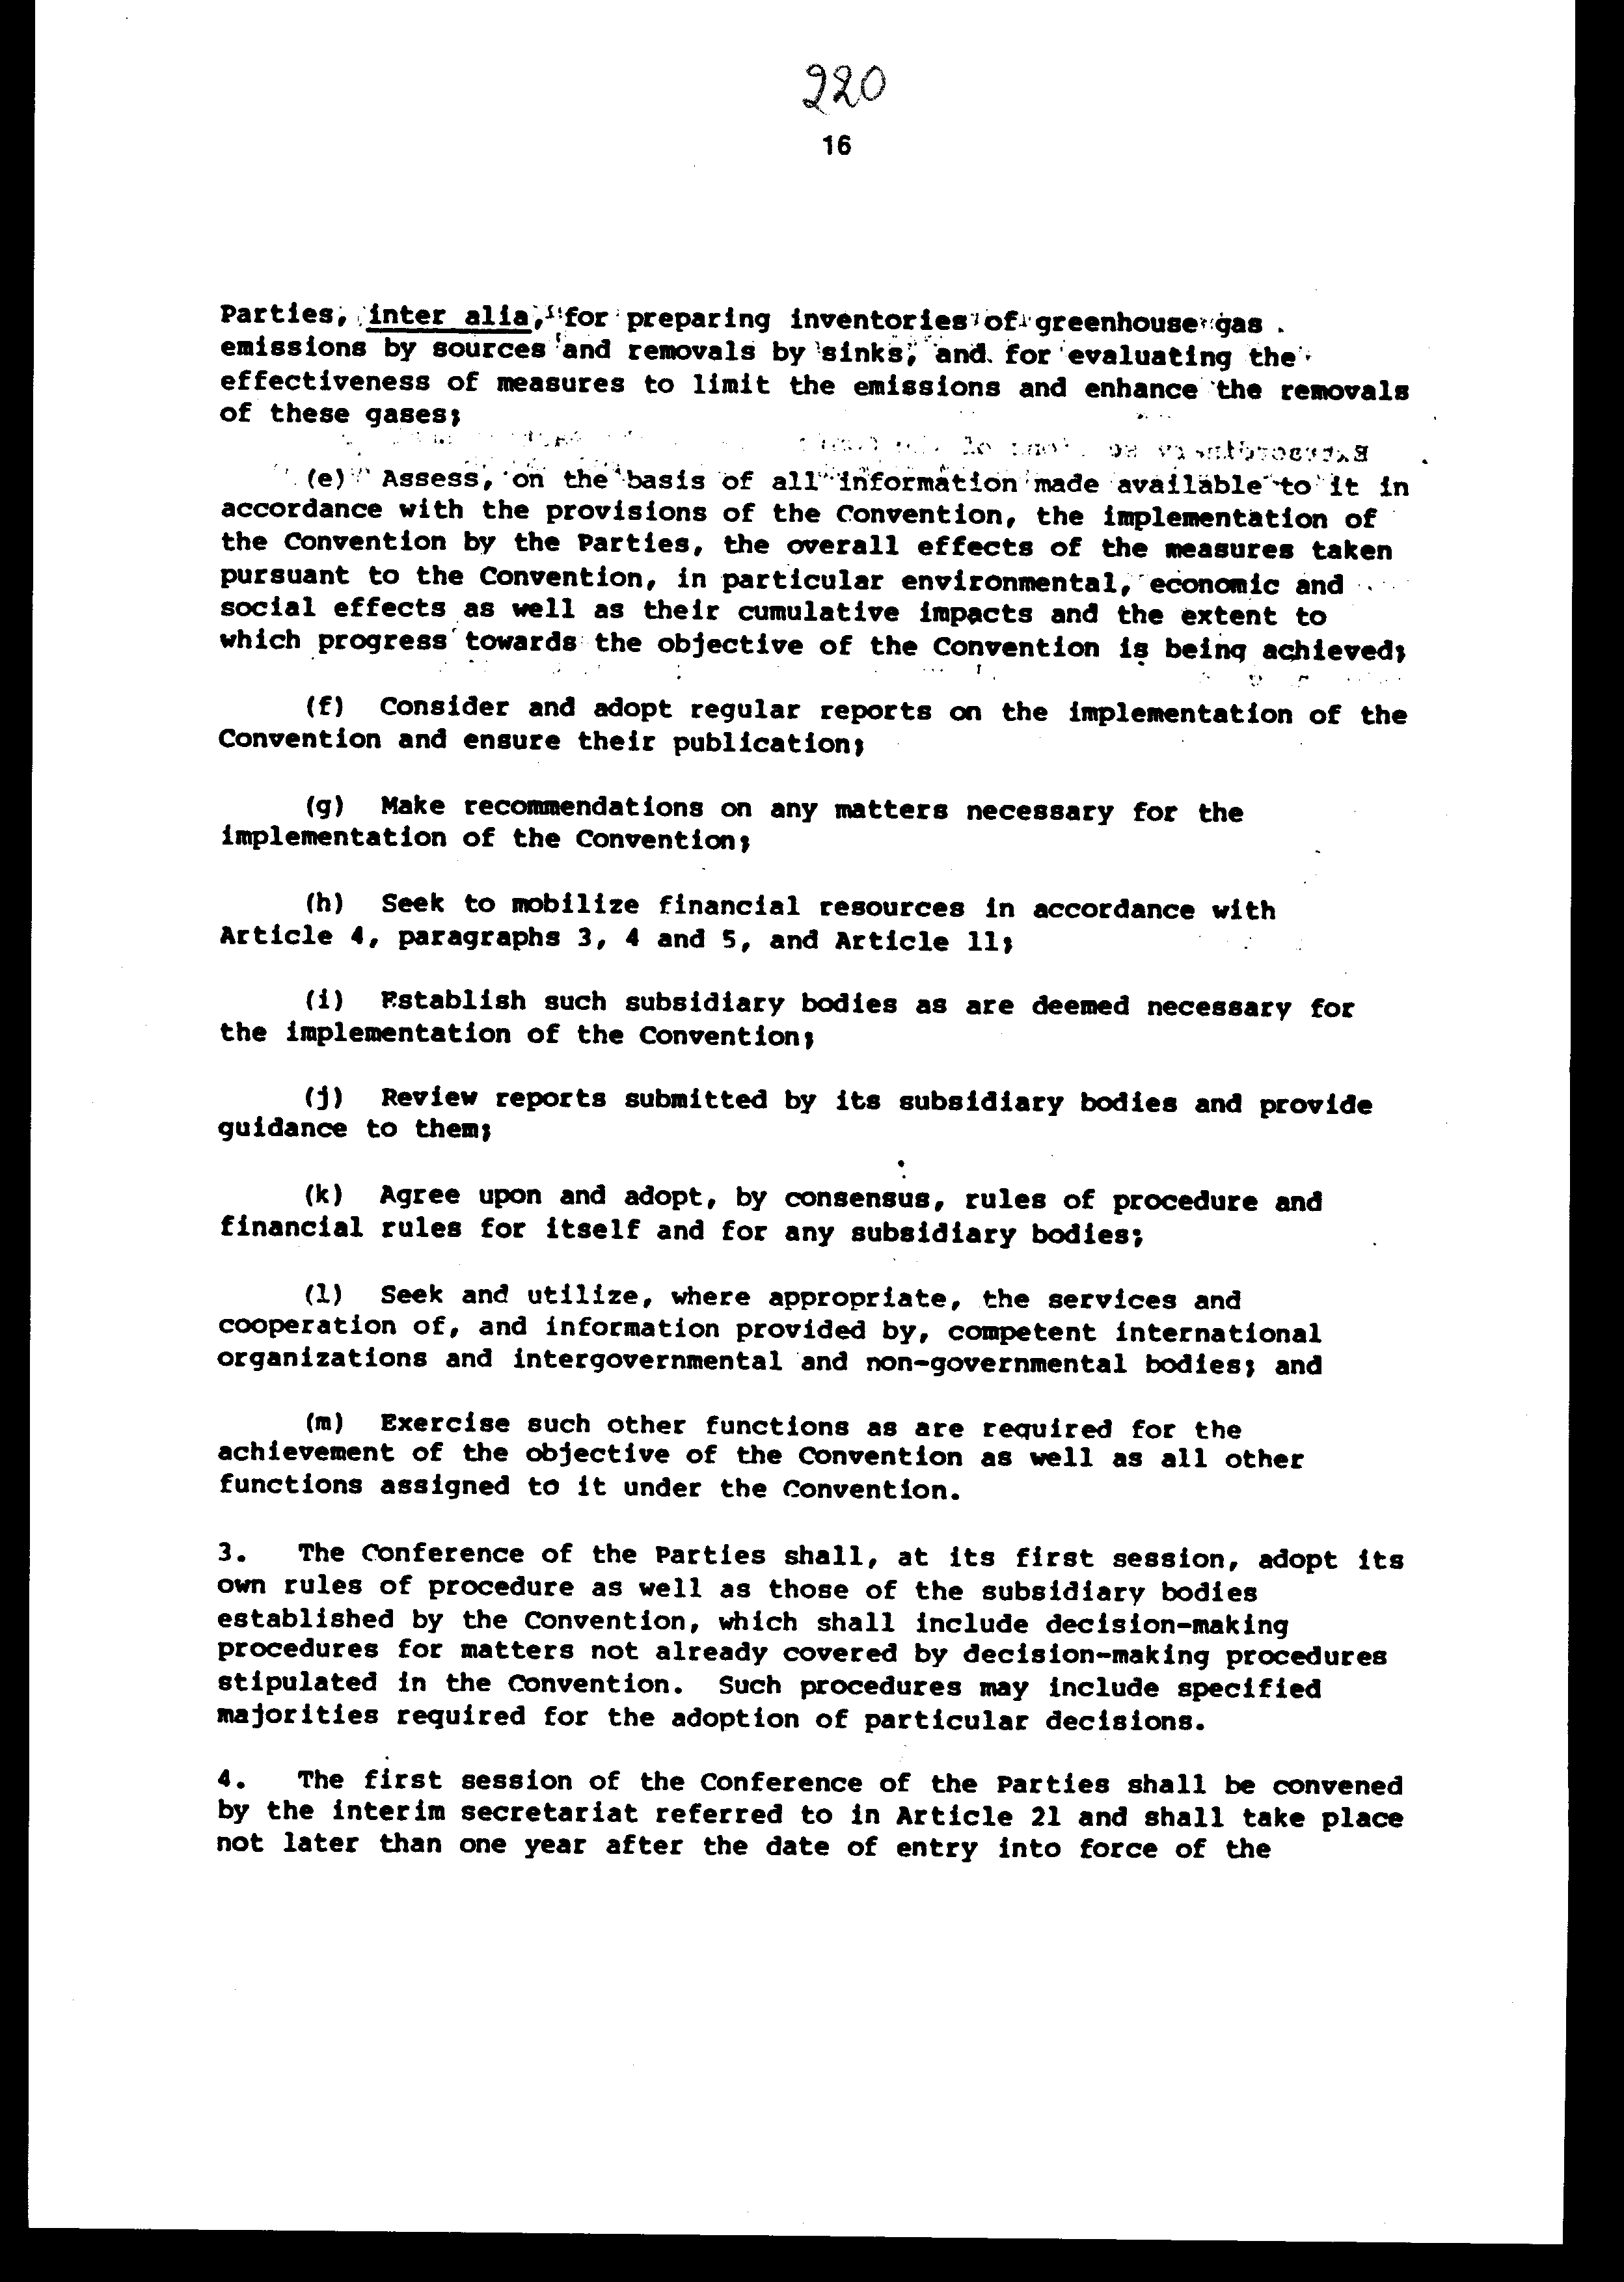 220
16
Parties, inter alia, for preparing inventories of greenhouse gas
emissions by sources and removals by sinks, and for evaluating the
effectiveness of measures to limit the emissions and enhance the removals
of these gases;
(e) Assess, on the basis of all information made available to it in
accordance with the provisions of the Convention, the implementation of
the Convention by the Parties, the overall effects of the measures taken
pursuant to the Convention, in particular environmental, economic and
social effects as well as their cumulative impacts and the extent to
which progress towards the objective of the Convention is being achieved;
(f) Consider and adopt regular reports on the implementation of the
Convention and ensure their publication;
(g) Make recommendations on any matters necessary for the
implementation of the Convention;
(h) Seek to mobilize financial resources in accordance with
Article 4, paragraphs 3, 4 and 5, and Article 11;
(i) Establish such subsidiary bodies as are deemed necessary for
the implementation of the Convention;
(j) Review reports submitted by its subsidiary bodies and provide
guidance to them;
(k) Agree upon and adopt, by consensus, rules of procedure and
financial rules for itself and for any subsidiary bodies;
(l) Seek and utilize, where appropriate, the services and
cooperation of, and information provided by, competent international
organizations and intergovernmental and non-governmental bodies; and
(m) Exercise such other functions as are required for the
achievement of the objective of the Convention as well as all other
functions assigned to it under the Convention.
3. The Conference of the Parties shall, at its first session, adopt its
own rules of procedure as well as those of the subsidiary bodies
established by the Convention, which shall include decision-making
procedures for matters not already covered by decision-making procedures
stipulated in the Convention. Such procedures may include specified
majorities required for the adoption of particular decisions.
4. The first session of the Conference of the Parties shall be convened
by the interim secretariat referred to in Article 21 and shall take place
not later than one year after the date of entry into force of the